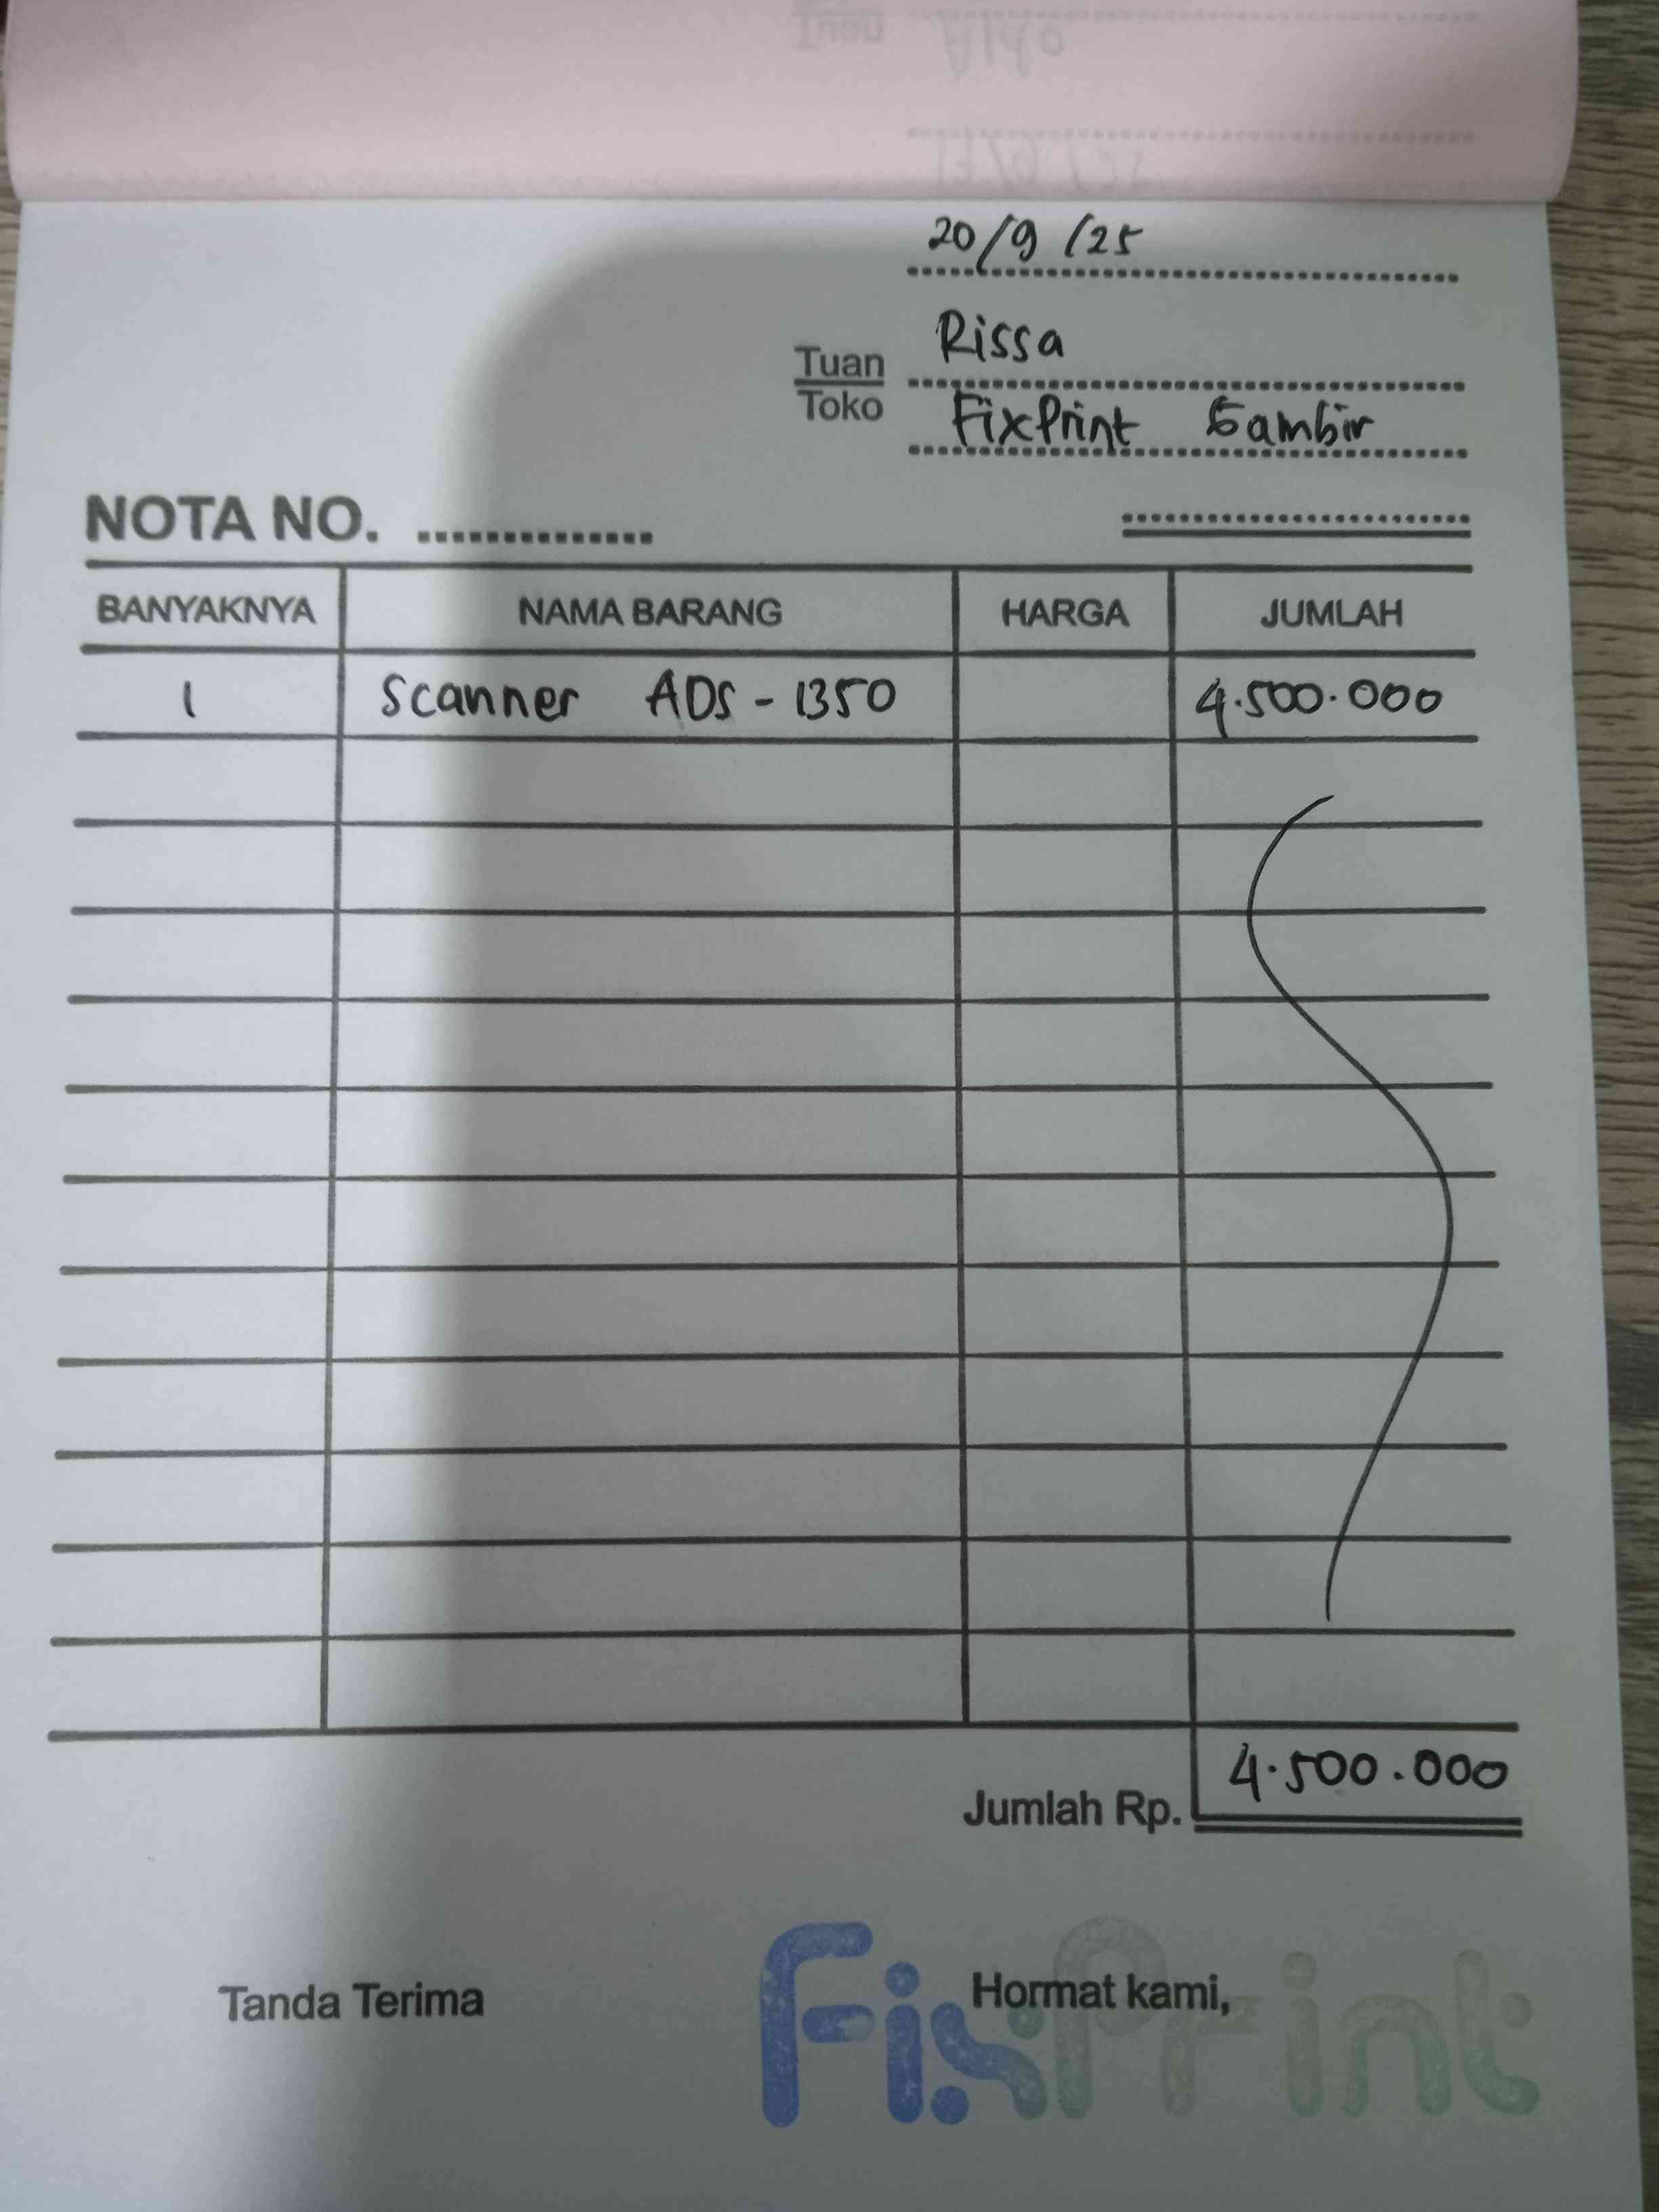 20/9/25
Rissa
Tuan
Toko
FixPrint Gambir
NOTA NO.
BANYAKNYA NAMA BARANG HARGA JUMLAH
1 Scanner ADS-1350 4.500.000
Jumlah Rp. 4.500.000
Tanda Terima Hormat kami,
FixPrint